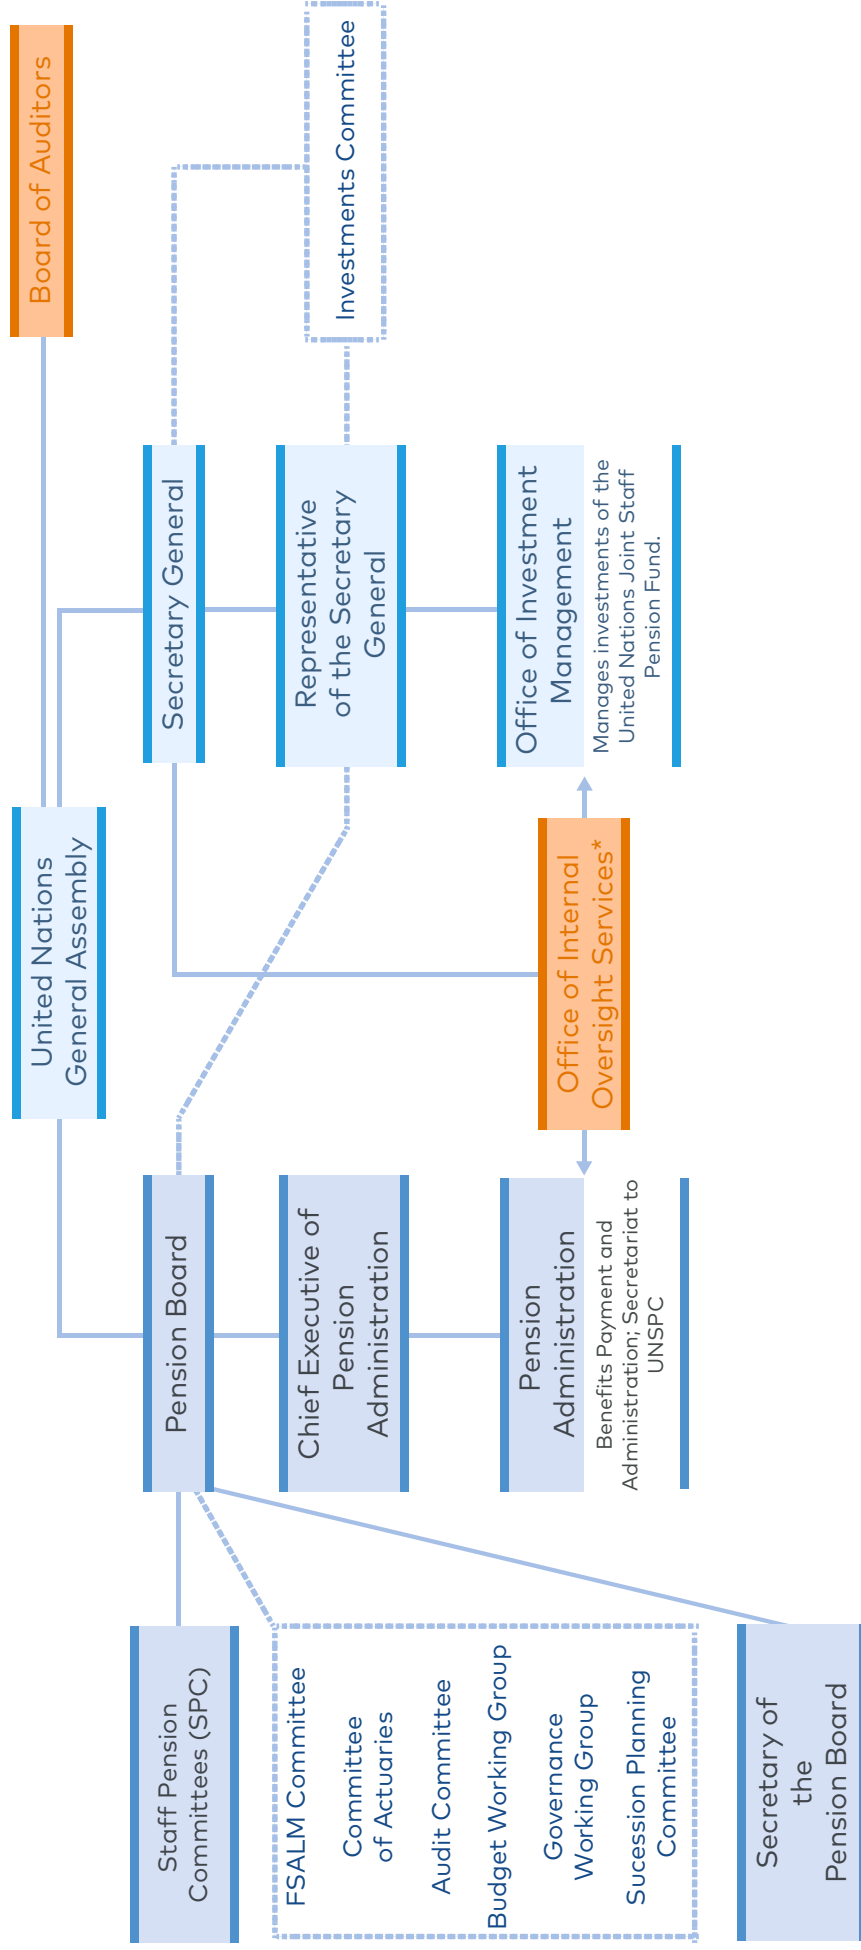 United Nations
General Assembly
Board of Auditors
Staff Pension
Committees (SPC)
Pension Board
Secretary General
FSALM Committee
Committee
of Actuaries
Audit Committee
Budget Working Group
Governance
Working Group
Sucession Planning
Committee
Chief Executive of
Pension
Administration
Representative
of the Secretary
General
Investments Committee
Pension
Administration
Benefits Payment and
Administration; Secretariat to
UNSPC
Office of Internal
Oversight Services*
Office of Investment
Management
Manages investments of the
United Nations Joint Staff
Pension Fund.
Secretary of
the
Pension Board